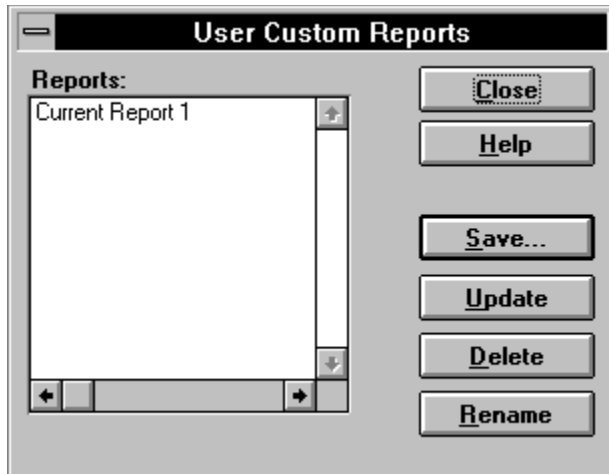 User Custom Reports
Reports:
Current Report 1
Close
Help
Save...
Update
Delete
Rename